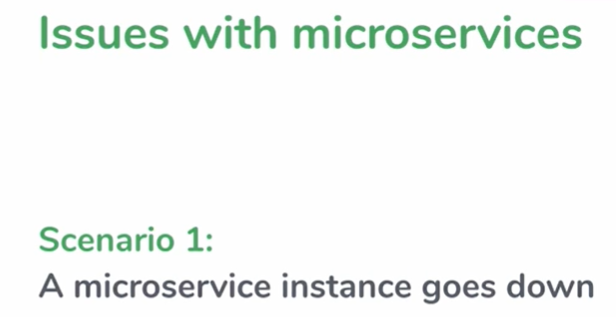 Issues with microservices
Scenario 1:
A microservice instance goes down